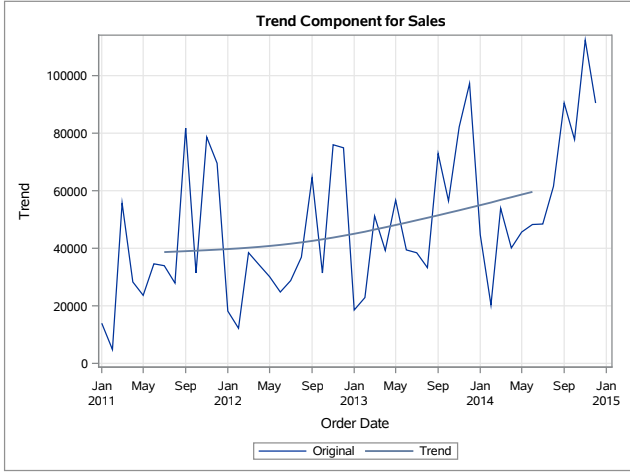 Trend Component for Sales
100000
80000
60000
40000
20000
0
Trend
Jan May Sep Jan May Sep Jan May Sep Jan May Sep Jan
2011 2012 2013 2014 2015
Order Date
Original Trend